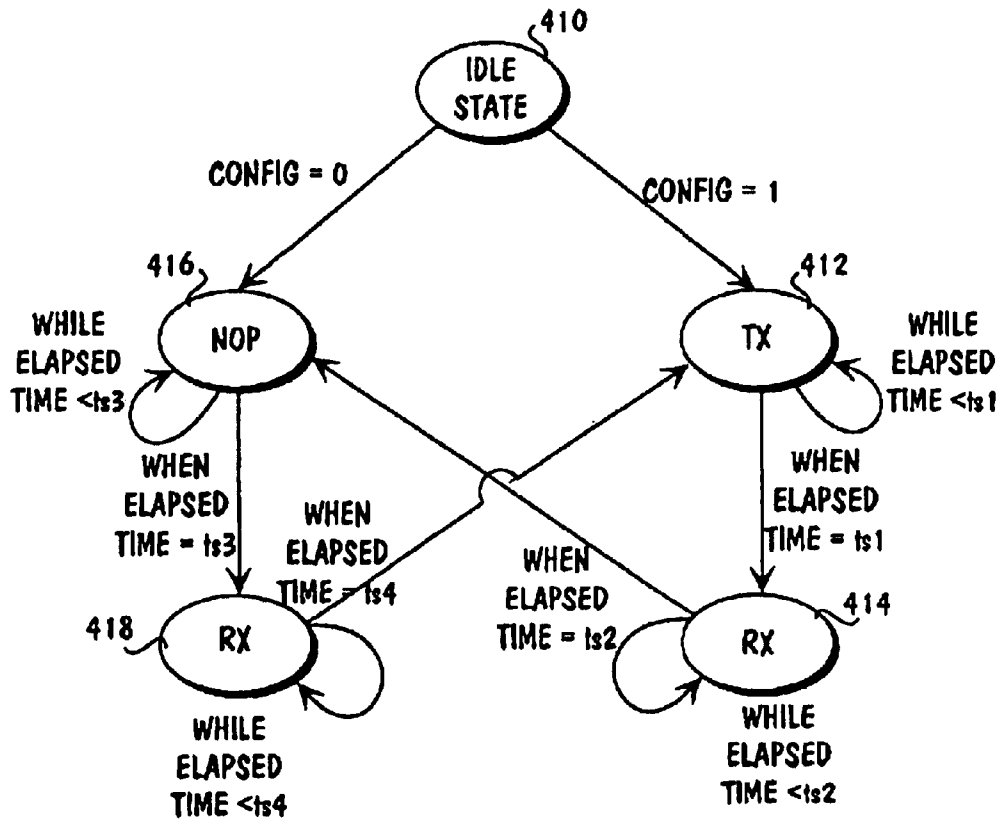 410
IDLE
STATE
CONFIG = 0
CONFIG = 1
416
412
NOP
TX
WHILE
ELAPSED
TIME <ts3
WHILE
ELAPSED
TIME <ts1
WHEN
ELAPSED
TIME = ts3
WHEN
ELAPSED
TIME = ts4
WHEN
ELAPSED
TIME = ts2
WHEN
ELAPSED
TIME = ts1
418
RX
414
RX
WHILE
ELAPSED
TIME <ts4
WHILE
ELAPSED
TIME <ts2